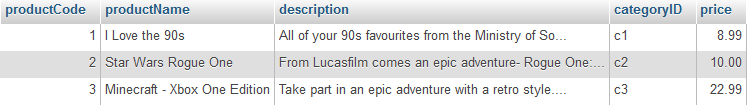 productCode productName description categoryID price
1 I Love the 90s All of your 90s favourites from the Ministry of So... c1 8.99
2 Star Wars Rogue One From Lucasfilm comes an epic adventure- Rogue One:... c2 10.00
3 Minecraft - Xbox One Edition Take part in an epic adventure with a retro style.... c3 22.99